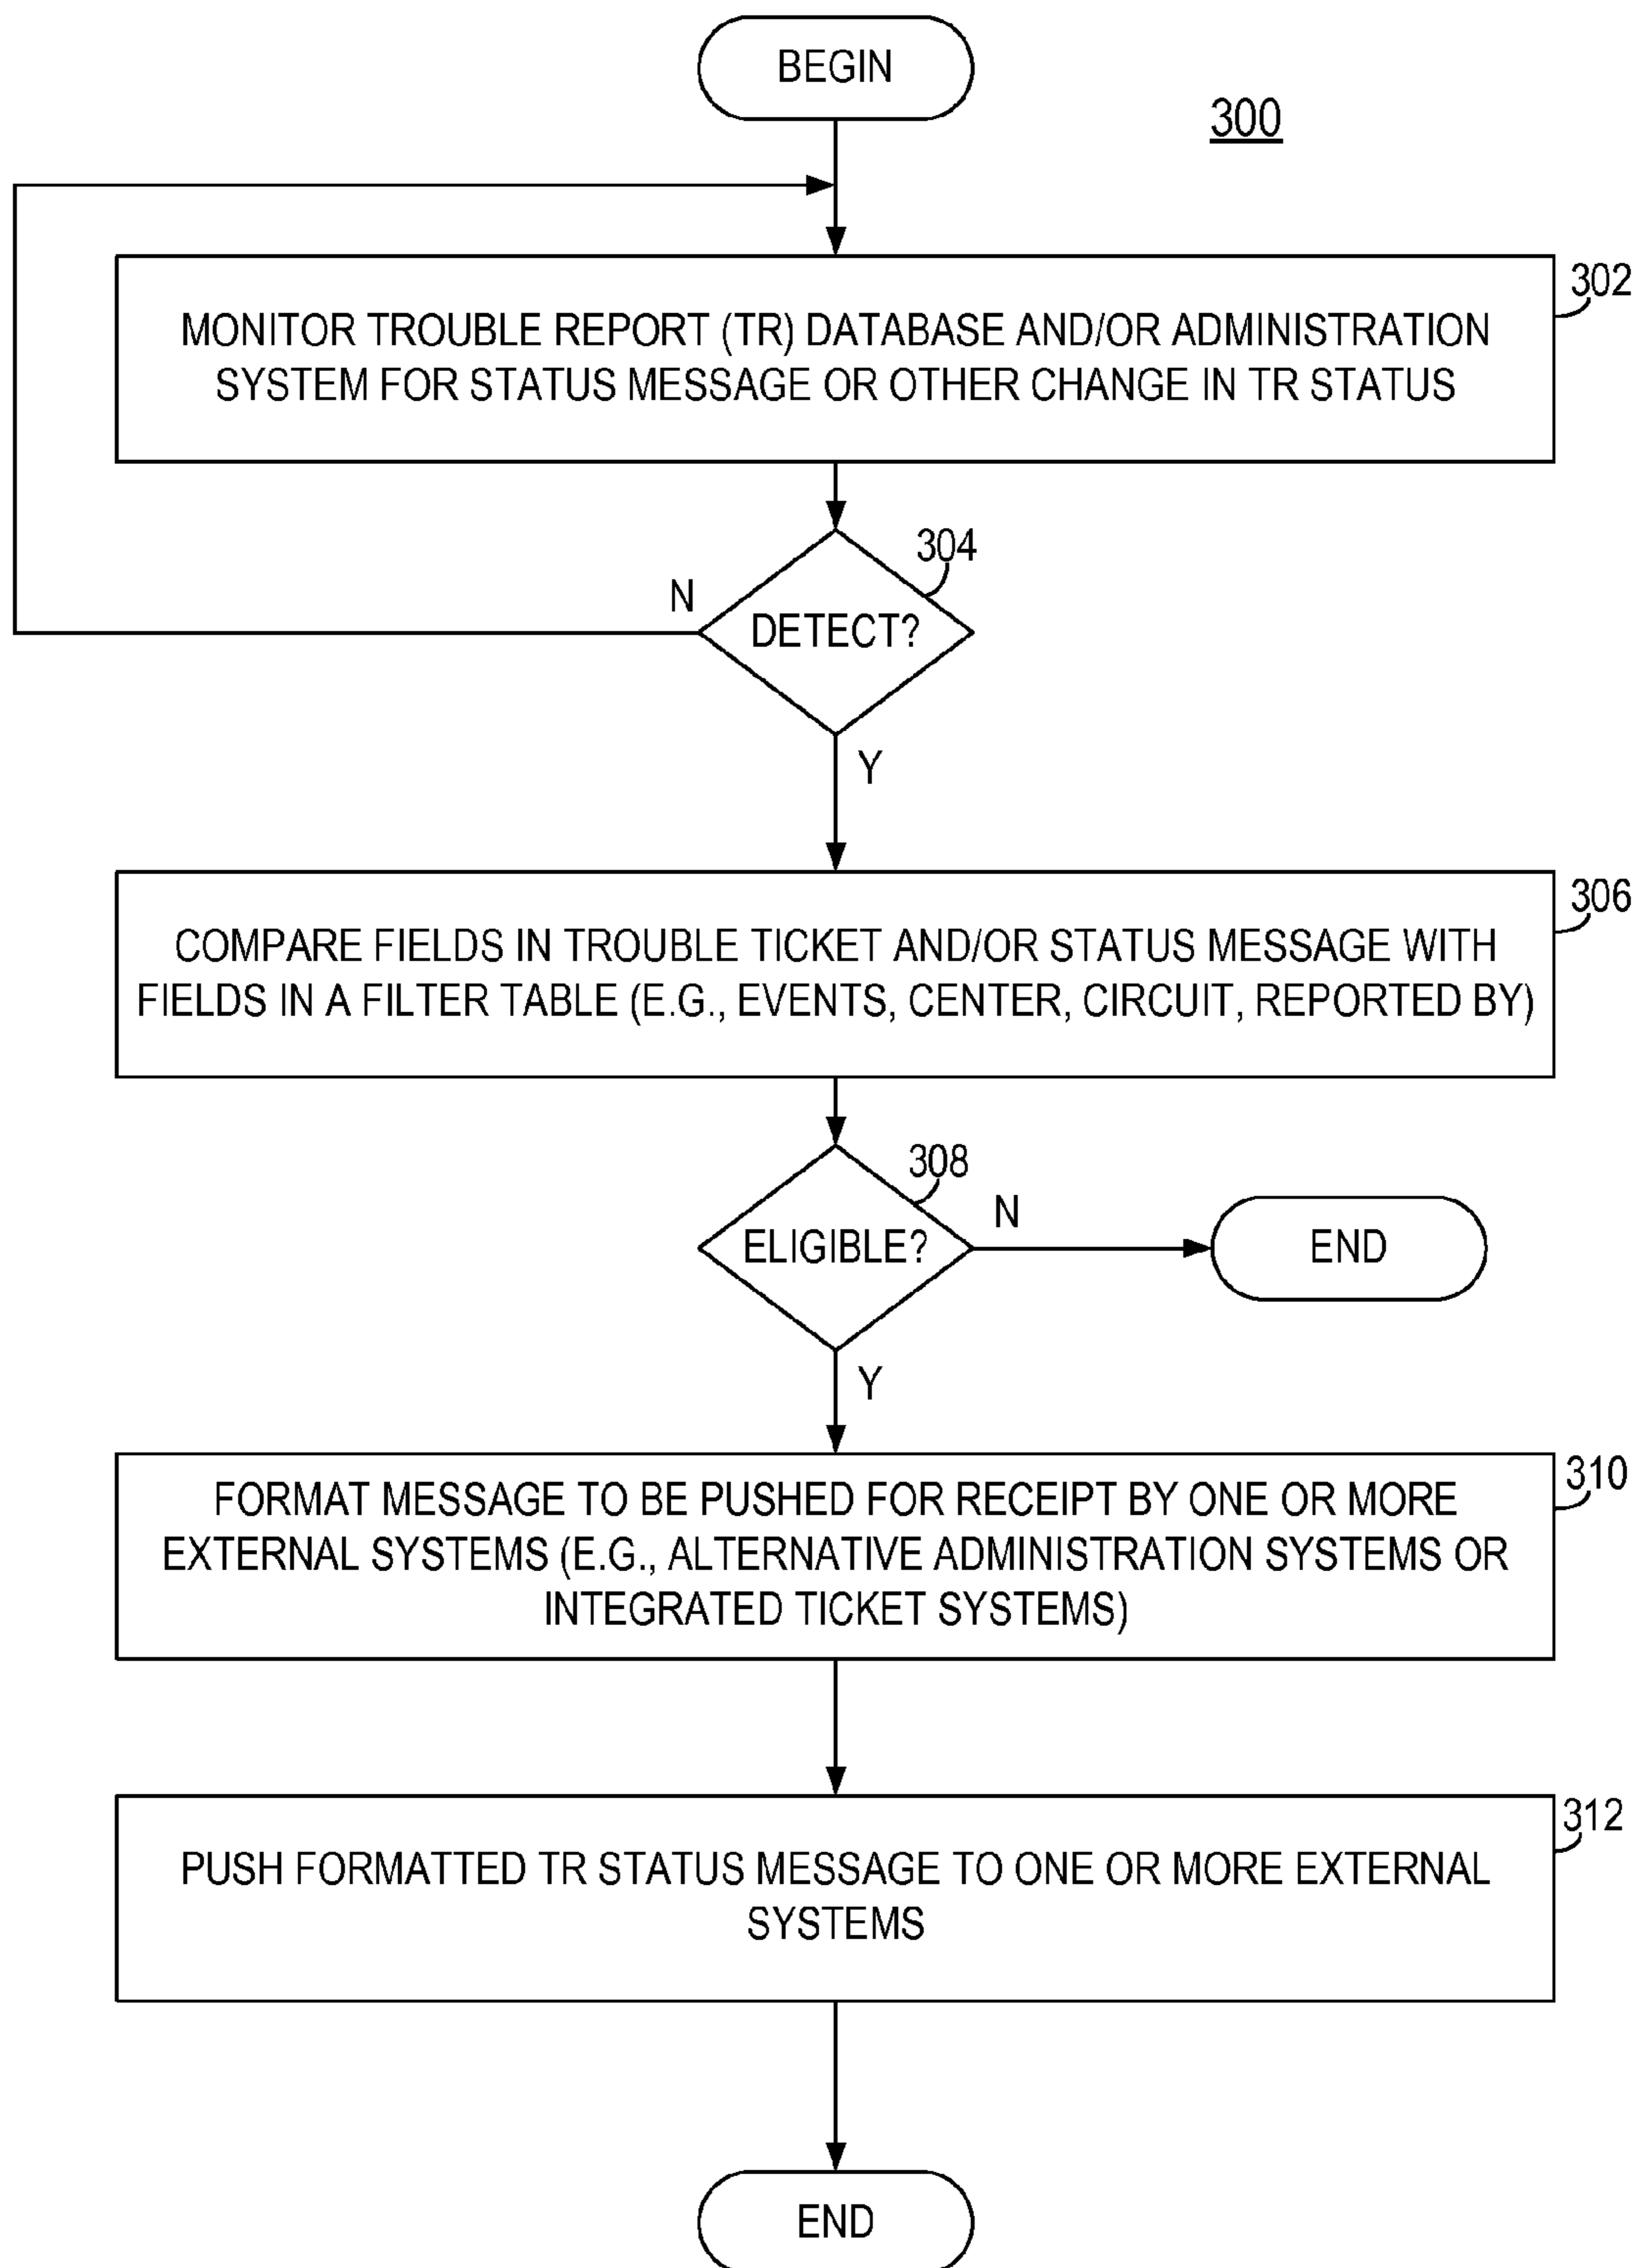 BEGIN
300
302
MONITOR TROUBLE REPORT (TR) DATABASE AND/OR ADMINISTRATION
SYSTEM FOR STATUS MESSAGE OR OTHER CHANGE IN TR STATUS
304
N
DETECT?
Y
306
COMPARE FIELDS IN TROUBLE TICKET AND/OR STATUS MESSAGE WITH
FIELDS IN A FILTER TABLE (E.G., EVENTS, CENTER, CIRCUIT, REPORTED BY)
308
N
ELIGIBLE?
END
Y
310
FORMAT MESSAGE TO BE PUSHED FOR RECEIPT BY ONE OR MORE
EXTERNAL SYSTEMS (E.G., ALTERNATIVE ADMINISTRATION SYSTEMS OR
INTEGRATED TICKET SYSTEMS)
312
PUSH FORMATTED TR STATUS MESSAGE TO ONE OR MORE EXTERNAL
SYSTEMS
END